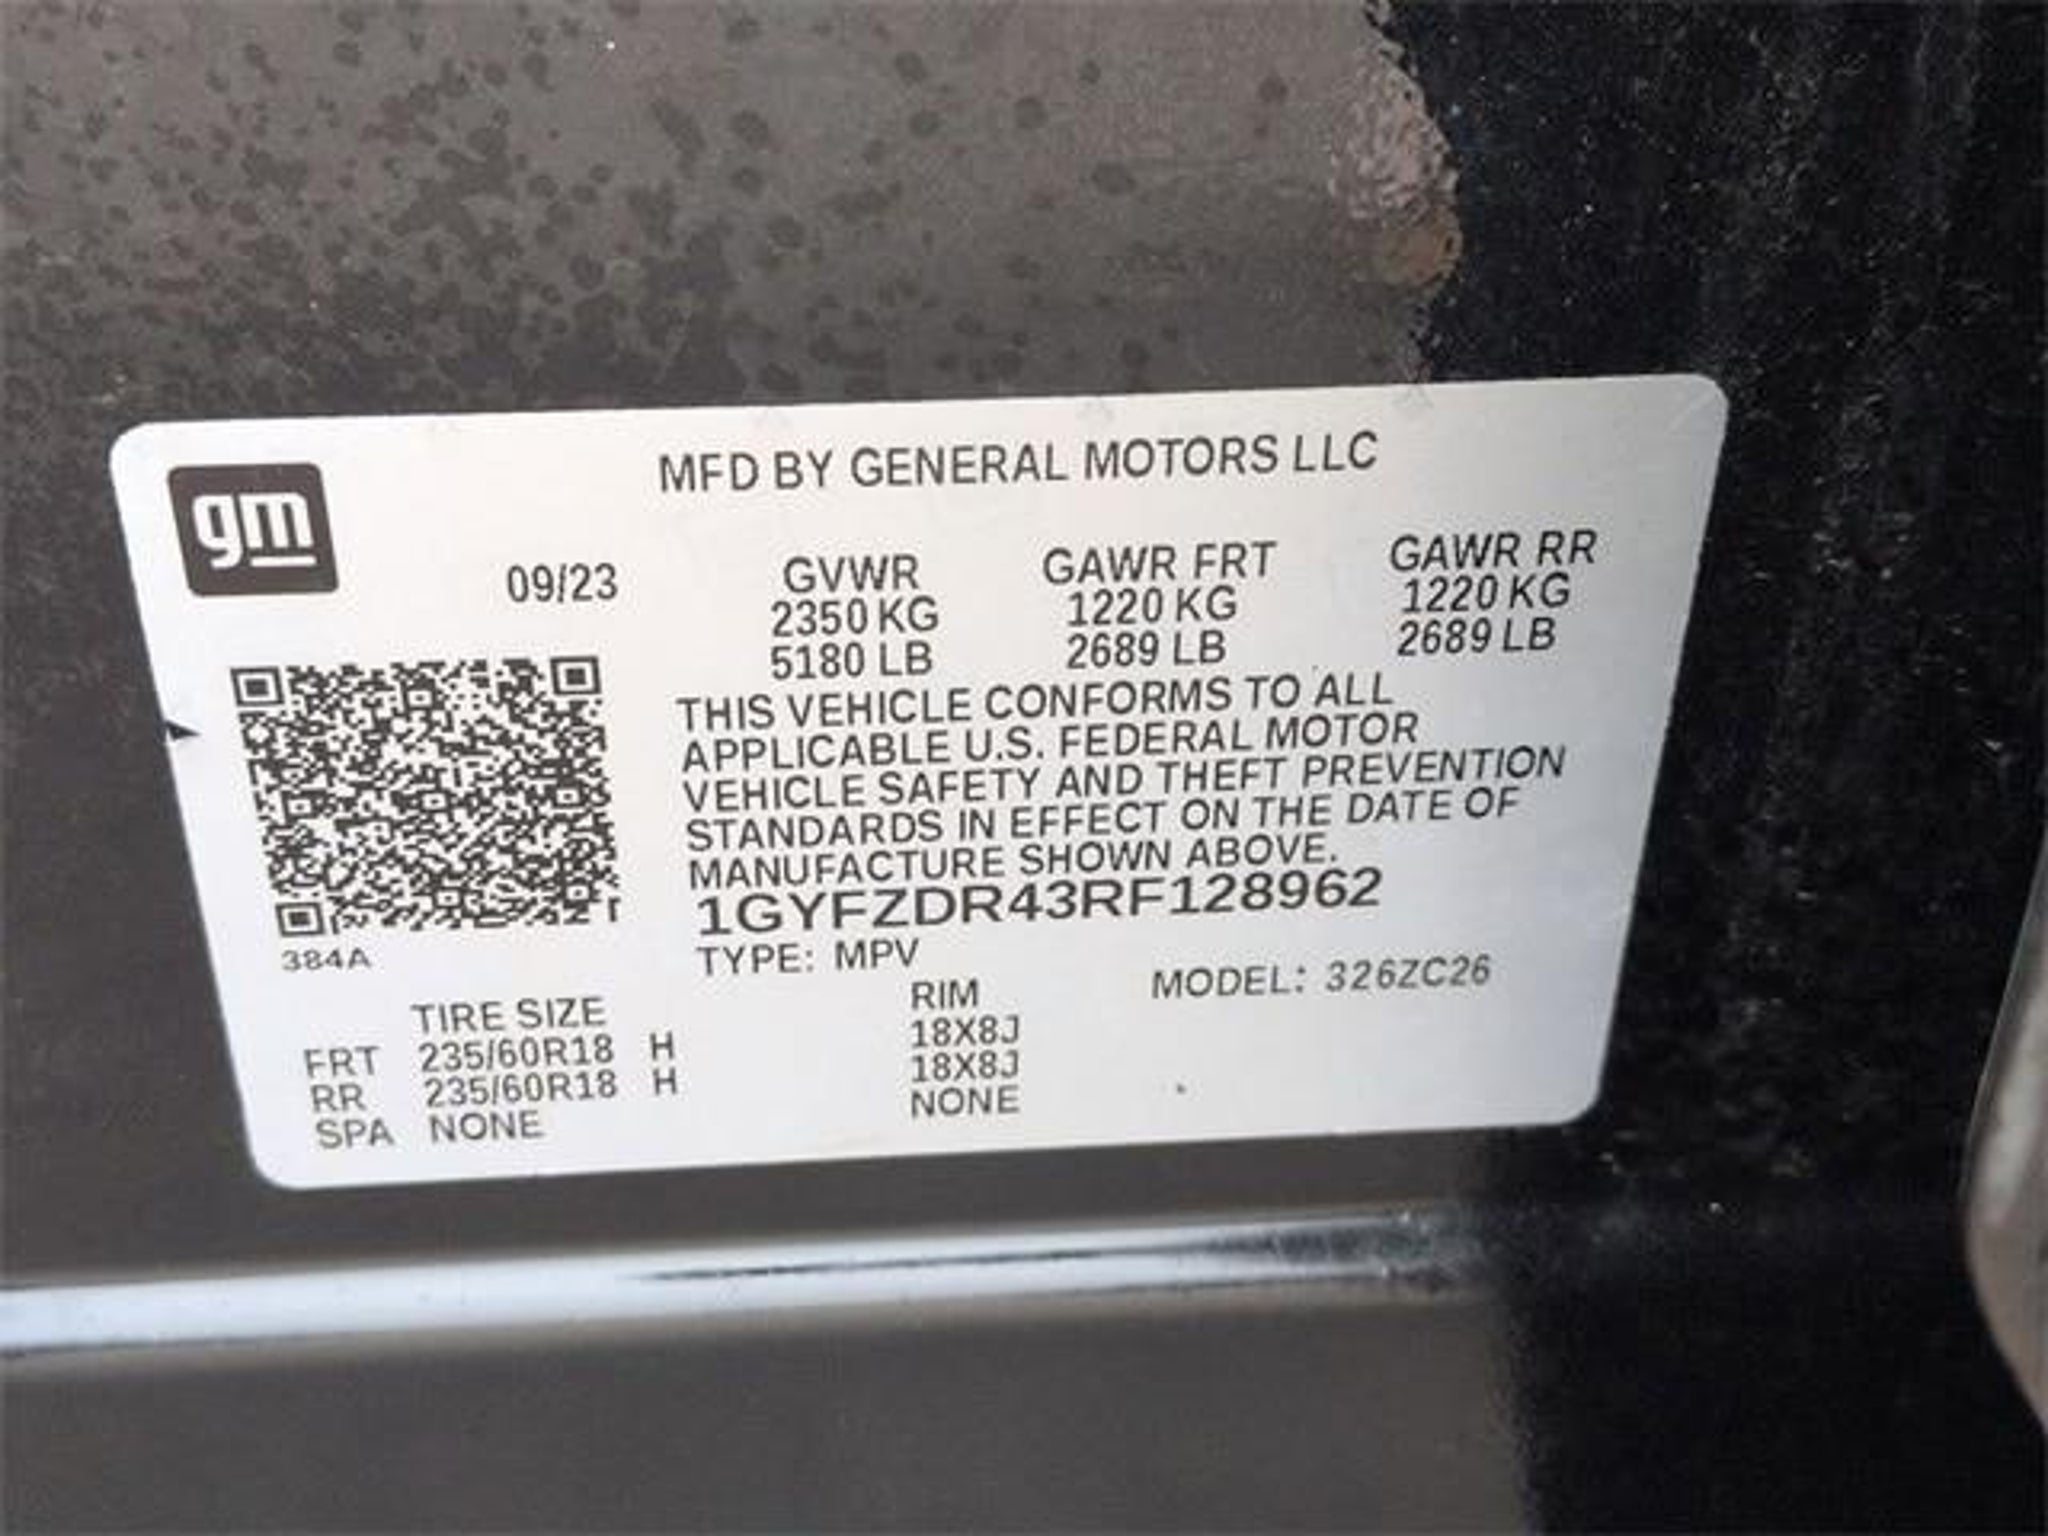 MFD BY GENERAL MOTORS LLC
gm
09/23
GVWR GAWR FRT GAWR RR
2350 KG 1220 KG 1220 KG
5180 LB 2689 LB 2689 LB
THIS VEHICLE CONFORMS TO ALL
APPLICABLE U.S. FEDERAL MOTOR
VEHICLE SAFETY AND THEFT PREVENTION
STANDARDS IN EFFECT ON THE DATE OF
MANUFACTURE SHOWN ABOVE.
1GYFZDR43RF128962
384A
TYPE: MPV MODEL: 326ZC26
TIRE SIZE RIM
FRT 235/60R18 H 18X8J
RR 235/60R18 H 18X8J
SPA NONE NONE